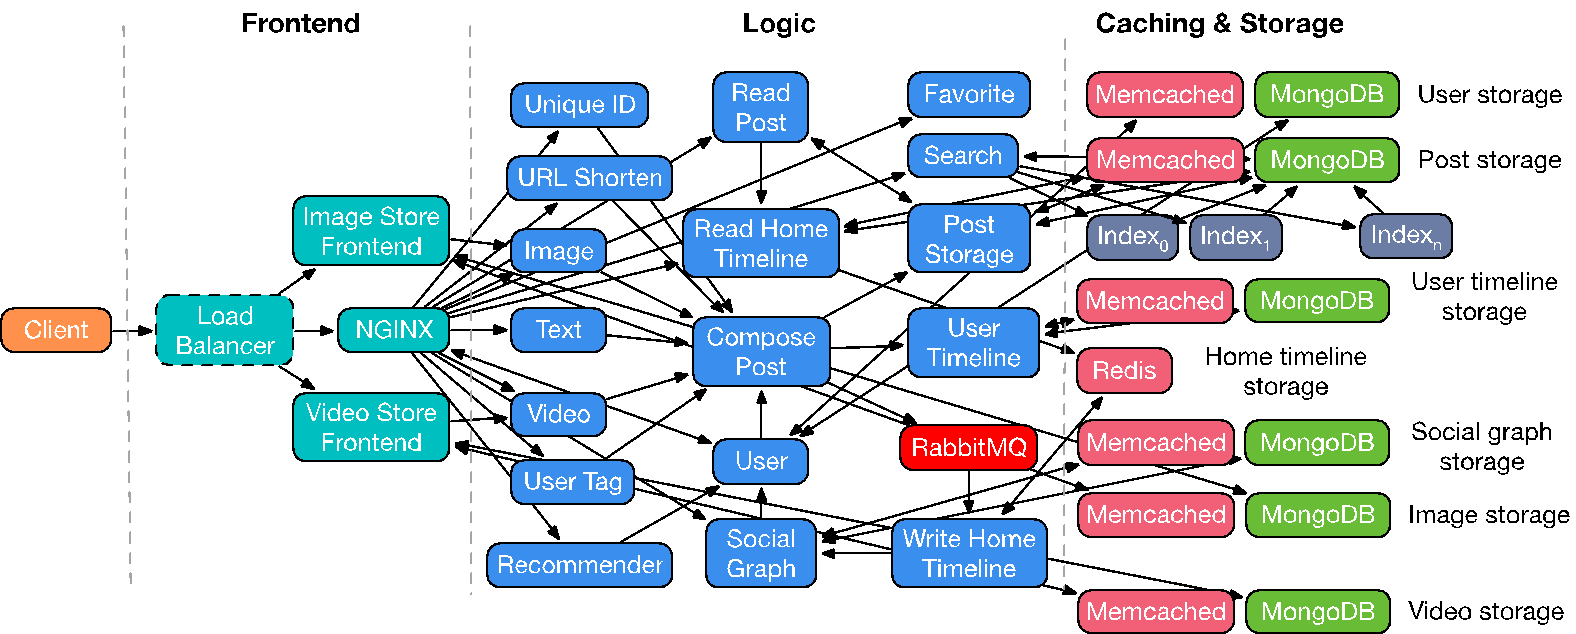 Frontend
Logic
Caching & Storage
Client
Load
Balancer
Image Store
Frontend
NGINX
Video Store
Frontend
Unique ID
URL Shorten
Image
Text
Video
User Tag
Recommender
Read
Post
Read Home
Timeline
Compose
Post
User
Social
Graph
Favorite
Search
Post
Storage
User
Timeline
RabbitMQ
Write Home
Timeline
Memcached
MongoDB
User storage
Memcached
MongoDB
Post storage
Index0
Index1
Indexn
Memcached
MongoDB
User timeline
storage
Redis
Home timeline
storage
Memcached
MongoDB
Social graph
storage
Memcached
MongoDB
Image storage
Memcached
MongoDB
Video storage